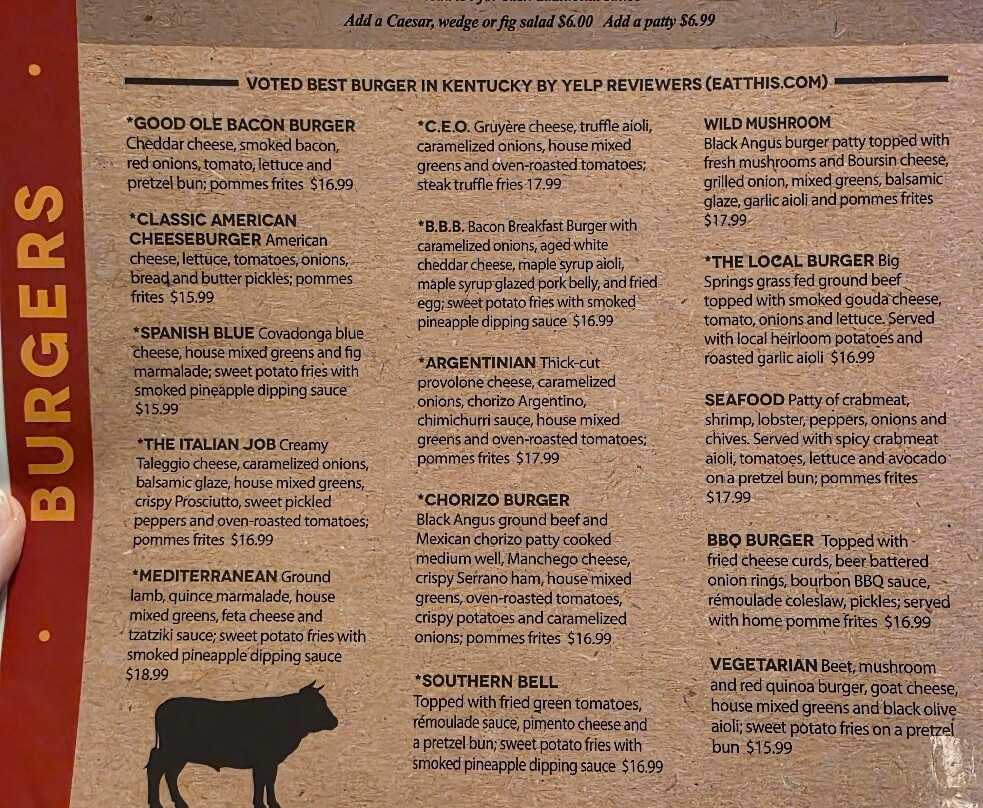 Add a Caesar, wedge or fig salad $6.00 Add a patty $6.99
VOTED BEST BURGER IN KENTUCKY BY YELP REVIEWERS (EATTHIS.COM)
BURGERS
*GOOD OLE BACON BURGER
Cheddar cheese, smoked bacon,
red onions, tomato, lettuce and
pretzel bun; pommes frites $16.99
*CLASSIC AMERICAN
CHEESEBURGER American
cheese, lettuce, tomatoes, onions,
bread and butter pickles; pommes
frites $15.99
*SPANISH BLUE Covadonga blue
cheese, house mixed greens and fig
marmalade; sweet potato fries with
smoked pineapple dipping sauce
$15.99
*THE ITALIAN JOB Creamy
Taleggio cheese, caramelized onions,
balsamic glaze, house mixed greens,
crispy Prosciutto, sweet pickled
peppers and oven-roasted tomatoes;
pommes frites $16.99
*MEDITERRANEAN Ground
lamb, quince marmalade, house
mixed greens, feta cheese and
tzatziki sauce; sweet potato fries with
smoked pineapple dipping sauce
$18.99
*C.E.O. Gruyère cheese, truffle aioli,
caramelized onions, house mixed
greens and oven-roasted tomatoes;
steak truffle fries 17.99
*B.B.B. Bacon Breakfast Burger with
caramelized onions, aged white
cheddar cheese, maple syrup aioli,
maple syrup glazed pork belly, and fried
egg; sweet potato fries with smoked
pineapple dipping sauce $16.99
*ARGENTINIAN Thick-cut
provolone cheese, caramelized
onions, chorizo Argentino,
chimichurri sauce, house mixed
greens and oven-roasted tomatoes;
pommes frites $17.99
*CHORIZO BURGER
Black Angus ground beef and
Mexican chorizo patty cooked
medium well, Manchego cheese,
crispy Serrano ham, house mixed
greens, oven-roasted tomatoes,
crispy potatoes and caramelized
onions; pommes frites $16.99
*SOUTHERN BELL
Topped with fried green tomatoes,
rémoulade sauce, pimento cheese and
a pretzel bun; sweet potato fries with
smoked pineapple dipping sauce $16.99
WILD MUSHROOM
Black Angus burger patty topped with
fresh mushrooms and Boursin cheese,
grilled onion, mixed greens, balsamic
glaze, garlic aioli and pommes frites
$17.99
*THE LOCAL BURGER Big
Springs grass fed ground beef
topped with smoked gouda cheese,
tomato, onions and lettuce. Served
with local heirloom potatoes and
roasted garlic aioli $16.99
SEAFOOD Patty of crabmeat,
shrimp, lobster, peppers, onions and
chives. Served with spicy crabmeat
aioli, tomatoes, lettuce and avocado
on a pretzel bun; pommes frites
$17.99
BBQ BURGER Topped with
fried cheese curds, beer battered
onion rings, bourbon BBQ sauce,
rémoulade coleslaw, pickles; served
with home pomme frites $16.99
VEGETARIAN Beet, mushroom
and red quinoa burger, goat cheese,
house mixed greens and black olive
aioli; sweet potato fries on a pretzel
bun $15.99